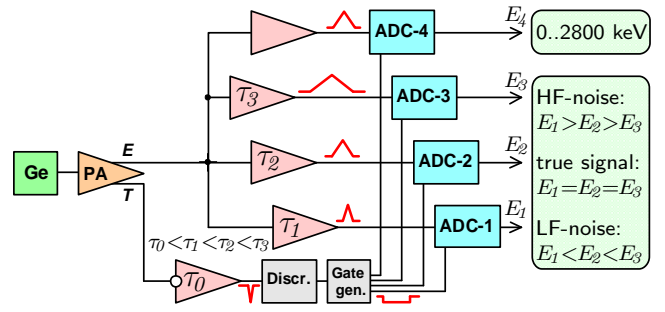 ADC-4
E₄
0..2800 keV
τ₃
ADC-3
E₃
HF-noise:
E₁>E₂>E₃
Ge
PA
E
T
τ₂
ADC-2
E₂
true signal:
E₁=E₂=E₃
τ₁
ADC-1
E₁
LF-noise:
E₁<E₂<E₃
τ₀<τ₁<τ₂<τ₃
τ₀
Discr.
Gate
gen.